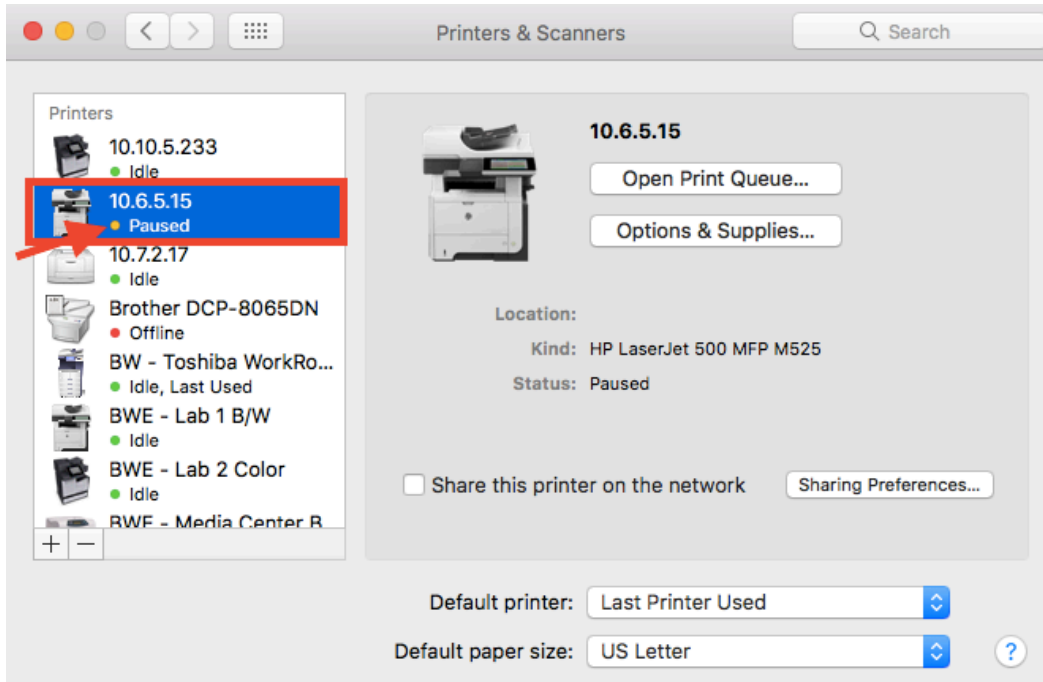 Printers & Scanners
Search
Printers
10.10.5.233
Idle
10.6.5.15
Paused
10.7.2.17
Idle
Brother DCP-8065DN
Offline
BW - Toshiba WorkRo...
Idle, Last Used
BWE - Lab 1 B/W
Idle
BWE - Lab 2 Color
Idle
BWE - Media Center B
+ −
10.6.5.15
Open Print Queue...
Options & Supplies...
Location:
Kind: HP LaserJet 500 MFP M525
Status: Paused
Share this printer on the network
Sharing Preferences...
Default printer: Last Printer Used
Default paper size: US Letter
?